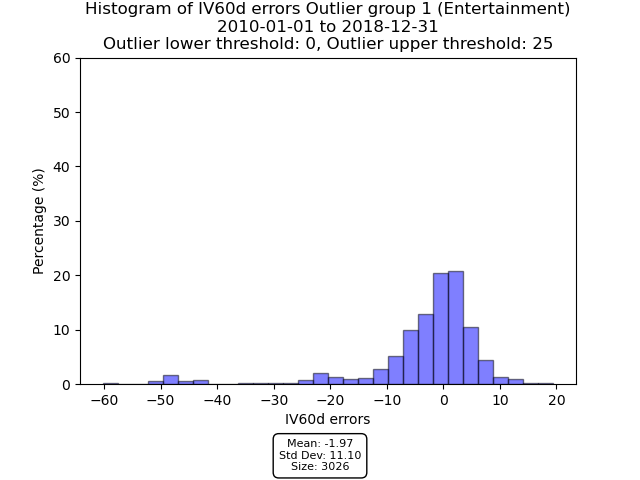 Histogram of IV60d errors Outlier group 1 (Entertainment)
2010-01-01 to 2018-12-31
Outlier lower threshold: 0, Outlier upper threshold: 25
60
50
40
30
20
10
0
Percentage (%)
−60 −50 −40 −30 −20 −10 0 10 20
IV60d errors
Mean: -1.97
Std Dev: 11.10
Size: 3026